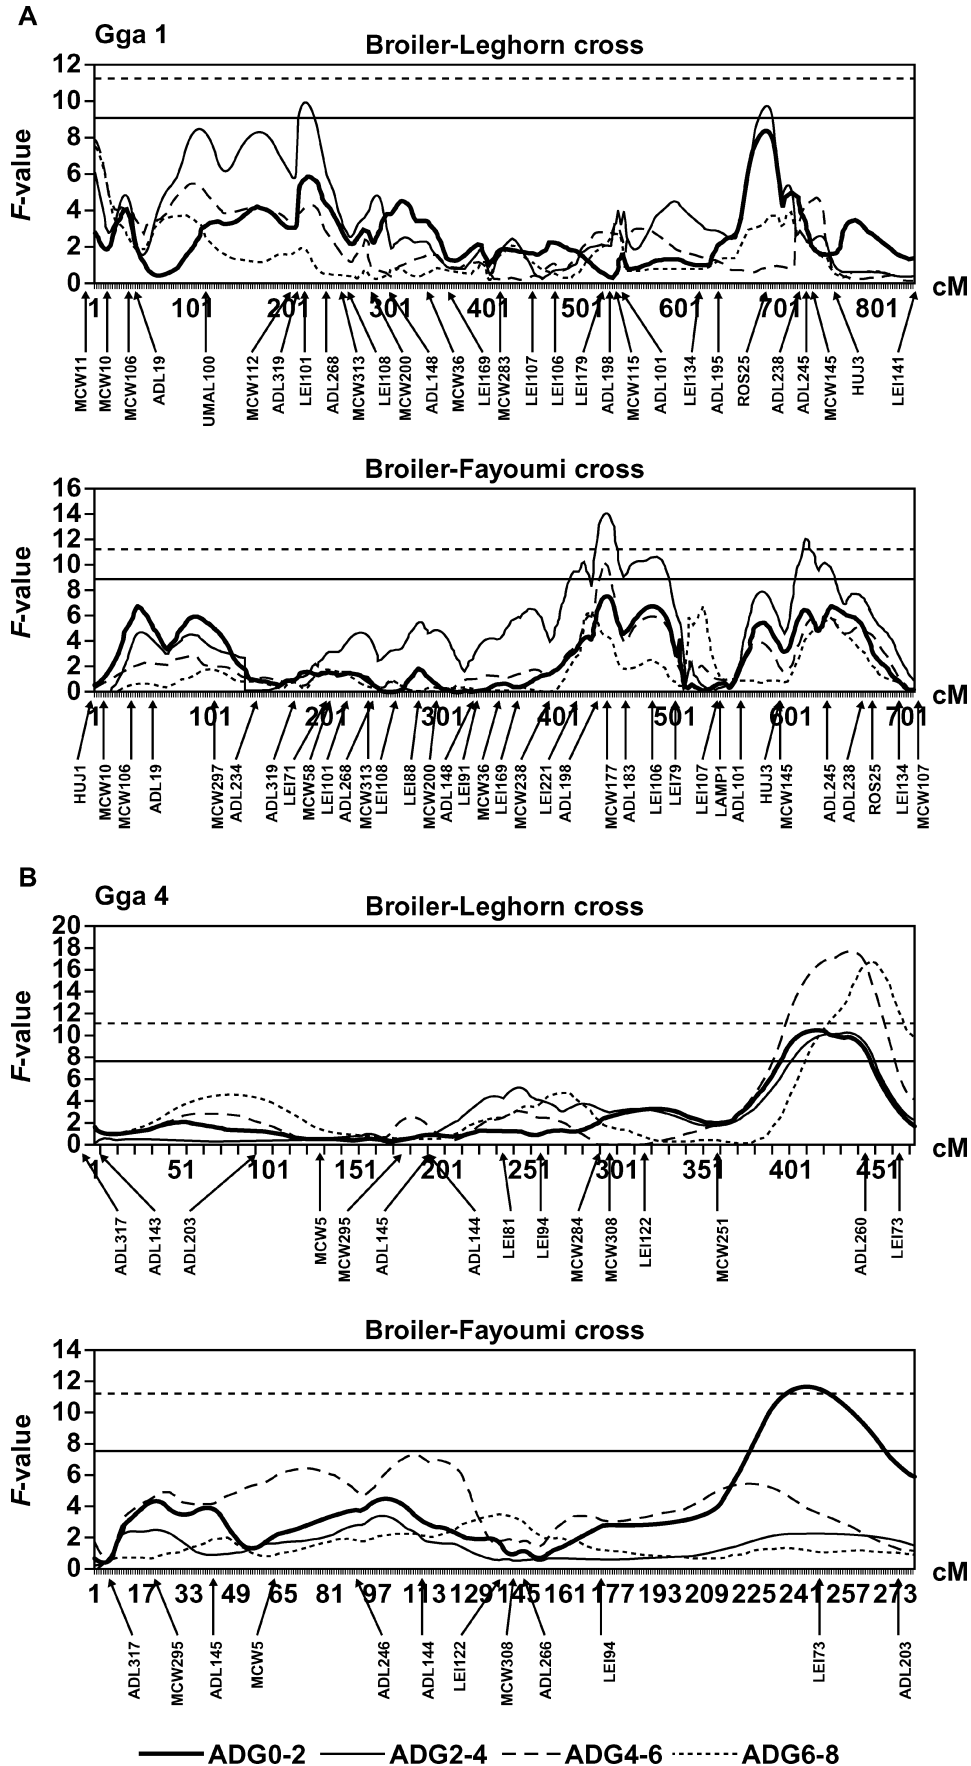 A
Gga 1
Broiler-Leghorn cross
F-value
12
10
8
6
4
2
0
1 101 201 301 401 501 601 701 801 cM
MCW11 MCW10 MCW106 ADL19 UMAL100 MCW112 ADL319 LEI101 ADL268 MCW313 LEI108 MCW200 ADL148 MCW36 LEI169 MCW283 LEI107 LEI106 LEI179 ADL198 MCW115 ADL101 LEI134 ADL195 ROS25 ADL238 ADL245 MCW145 HUJ3 LEI141
Broiler-Fayoumi cross
F-value
16
14
12
10
8
6
4
2
0
1 101 201 301 401 501 601 701 cM
HUJ1 MCW10 MCW106 ADL19 MCW297 ADL234 ADL319 LEI71 MCW58 LEI101 ADL268 MCW313 LEI108 LEI88 MCW200 ADL148 LEI91 MCW36 LEI169 MCW238 LEI221 ADL198 MCW177 ADL183 LEI106 LEI79 LEI107 LAMP1 ADL101 HUJ3 MCW145 ADL245 ADL238 ROS25 LEI134 MCW107
B
Gga 4
Broiler-Leghorn cross
F-value
20
18
16
14
12
10
8
6
4
2
0
1 51 101 151 201 251 301 351 401 451 cM
ADL317 ADL143 ADL203 MCW5 MCW295 ADL145 ADL144 LEI81 LEI94 MCW284 MCW308 LEI122 MCW251 ADL260 LEI73
Broiler-Fayoumi cross
F-value
14
12
10
8
6
4
2
0
1 17 33 49 65 81 97 113 129 145 161 177 193 209 225 241 257 273 cM
ADL317 MCW295 ADL145 MCW5 ADL246 ADL144 LEI122 MCW308 ADL266 LEI94 LEI73 ADL203
ADG0-2 ADG2-4 ADG4-6 ADG6-8